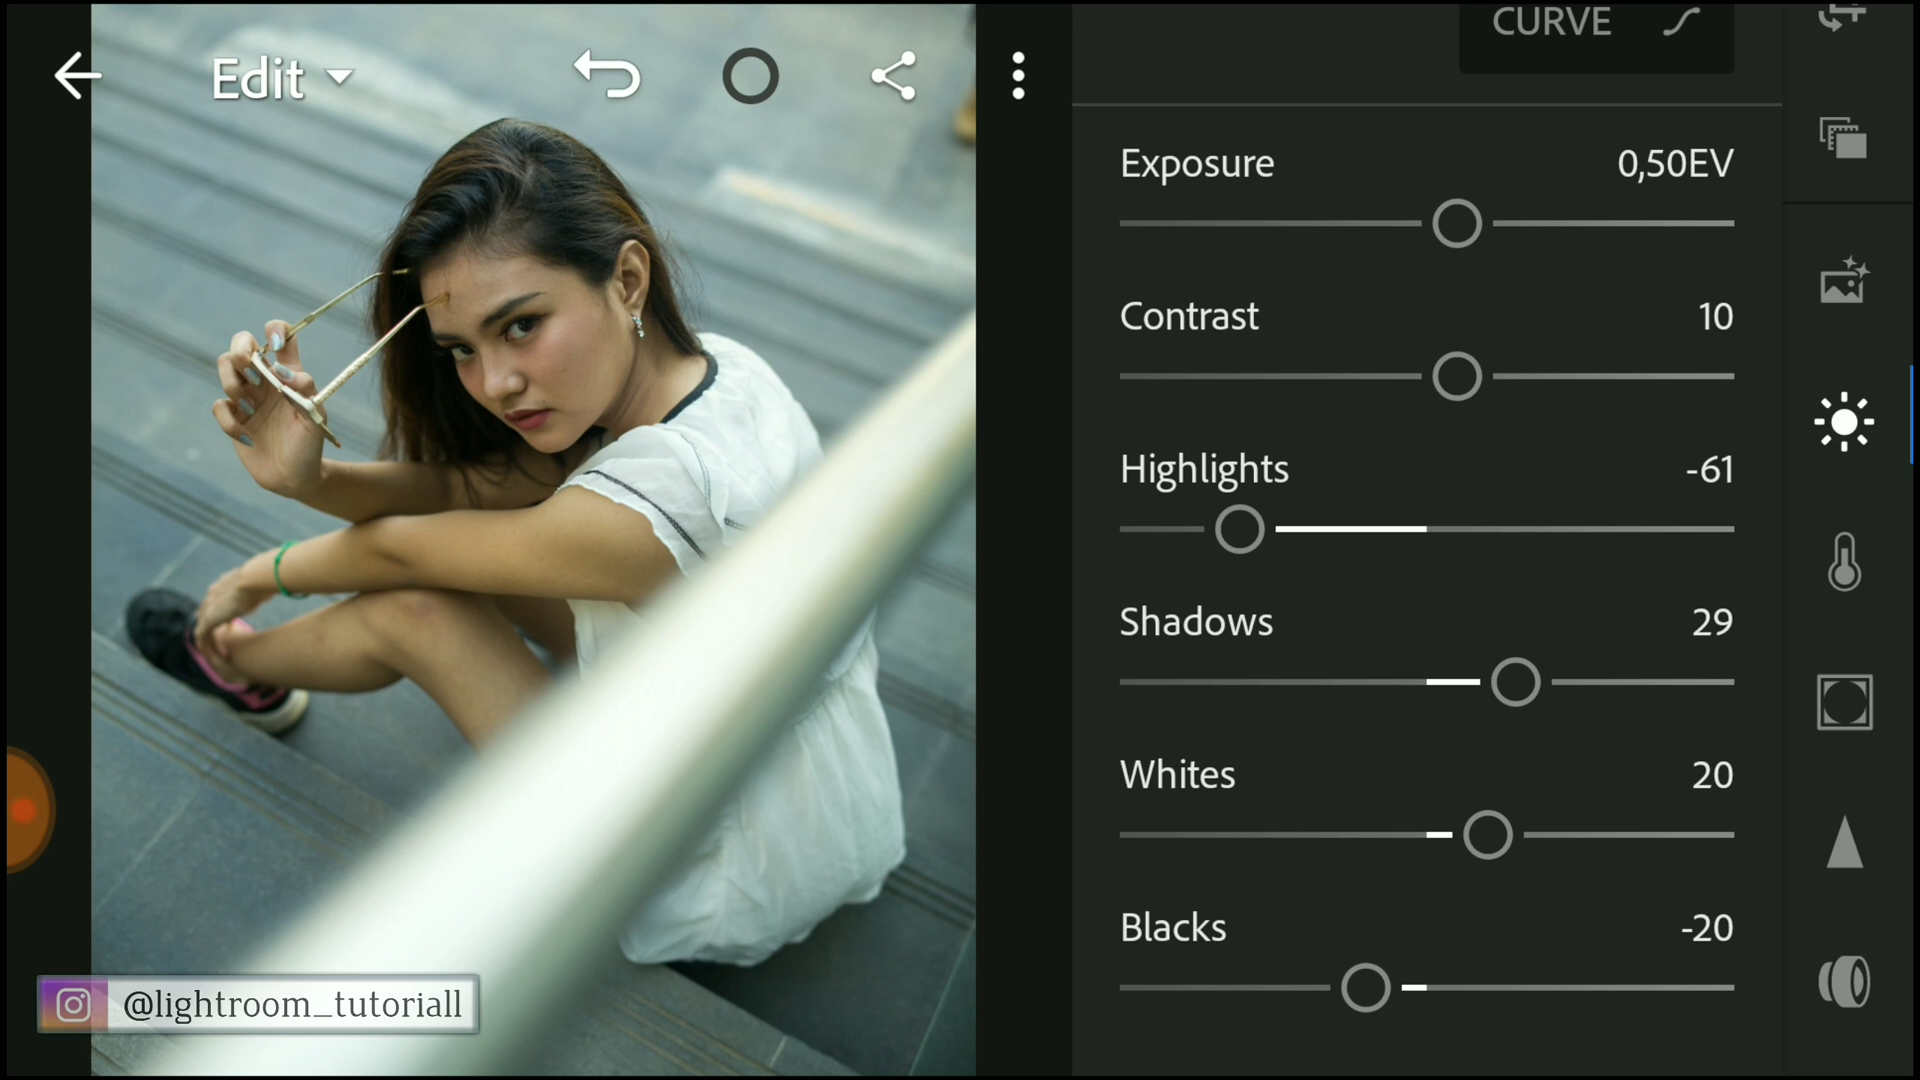 Edit
CURVE
Exposure 0,50EV
Contrast 10
Highlights -61
Shadows 29
Whites 20
Blacks -20
@lightroom_tutoriall